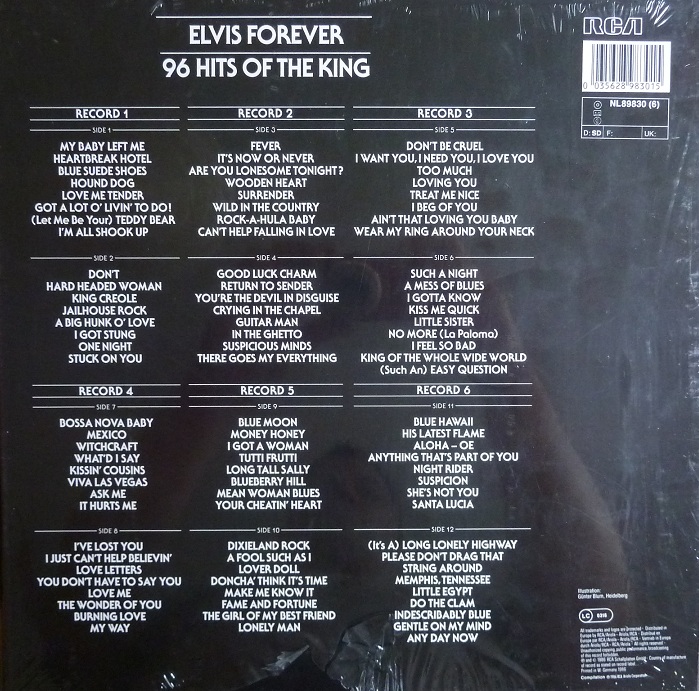 ELVIS FOREVER
96 HITS OF THE KING
RCA
0 035628 983015
NL89830 (6)
D: SD F: UK:
RECORD 1
SIDE 1
MY BABY LEFT ME
HEARTBREAK HOTEL
BLUE SUEDE SHOES
HOUND DOG
LOVE ME TENDER
GOT A LOT O' LIVIN' TO DO!
(Let Me Be Your) TEDDY BEAR
I'M ALL SHOOK UP
SIDE 2
DON'T
HARD HEADED WOMAN
KING CREOLE
JAILHOUSE ROCK
A BIG HUNK O' LOVE
I GOT STUNG
ONE NIGHT
STUCK ON YOU
RECORD 2
SIDE 3
FEVER
IT'S NOW OR NEVER
ARE YOU LONESOME TONIGHT?
WOODEN HEART
SURRENDER
WILD IN THE COUNTRY
ROCK-A-HULA BABY
CAN'T HELP FALLING IN LOVE
SIDE 4
GOOD LUCK CHARM
RETURN TO SENDER
YOU'RE THE DEVIL IN DISGUISE
CRYING IN THE CHAPEL
GUITAR MAN
IN THE GHETTO
SUSPICIOUS MINDS
THERE GOES MY EVERYTHING
RECORD 3
SIDE 5
DON'T BE CRUEL
I WANT YOU, I NEED YOU, I LOVE YOU
TOO MUCH
LOVING YOU
TREAT ME NICE
I BEG OF YOU
AIN'T THAT LOVING YOU BABY
WEAR MY RING AROUND YOUR NECK
SIDE 6
SUCH A NIGHT
A MESS OF BLUES
I GOTTA KNOW
KISS ME QUICK
LITTLE SISTER
NO MORE (La Paloma)
I FEEL SO BAD
KING OF THE WHOLE WIDE WORLD
(Such An) EASY QUESTION
RECORD 4
SIDE 7
BOSSA NOVA BABY
MEXICO
WITCHCRAFT
WHAT'D I SAY
KISSIN' COUSINS
VIVA LAS VEGAS
ASK ME
IT HURTS ME
SIDE 8
I'VE LOST YOU
I JUST CAN'T HELP BELIEVIN'
LOVE LETTERS
YOU DON'T HAVE TO SAY YOU
LOVE ME
THE WONDER OF YOU
BURNING LOVE
MY WAY
RECORD 5
SIDE 9
BLUE MOON
MONEY HONEY
I GOT A WOMAN
TUTTI FRUTTI
LONG TALL SALLY
BLUEBERRY HILL
MEAN WOMAN BLUES
YOUR CHEATIN' HEART
SIDE 10
DIXIELAND ROCK
A FOOL SUCH AS I
LOVER DOLL
DONCHA' THINK IT'S TIME
MAKE ME KNOW IT
FAME AND FORTUNE
THE GIRL OF MY BEST FRIEND
LONELY MAN
RECORD 6
SIDE 11
BLUE HAWAII
HIS LATEST FLAME
ALOHA – OE
ANYTHING THAT'S PART OF YOU
NIGHT RIDER
SUSPICION
SHE'S NOT YOU
SANTA LUCIA
SIDE 12
(It's A) LONG LONELY HIGHWAY
PLEASE DON'T DRAG THAT
STRING AROUND
MEMPHIS, TENNESSEE
LITTLE EGYPT
DO THE CLAM
INDESCRIBABLY BLUE
GENTLE ON MY MIND
ANY DAY NOW
Illustration:
Günter Blum, Heidelberg
LC 0316